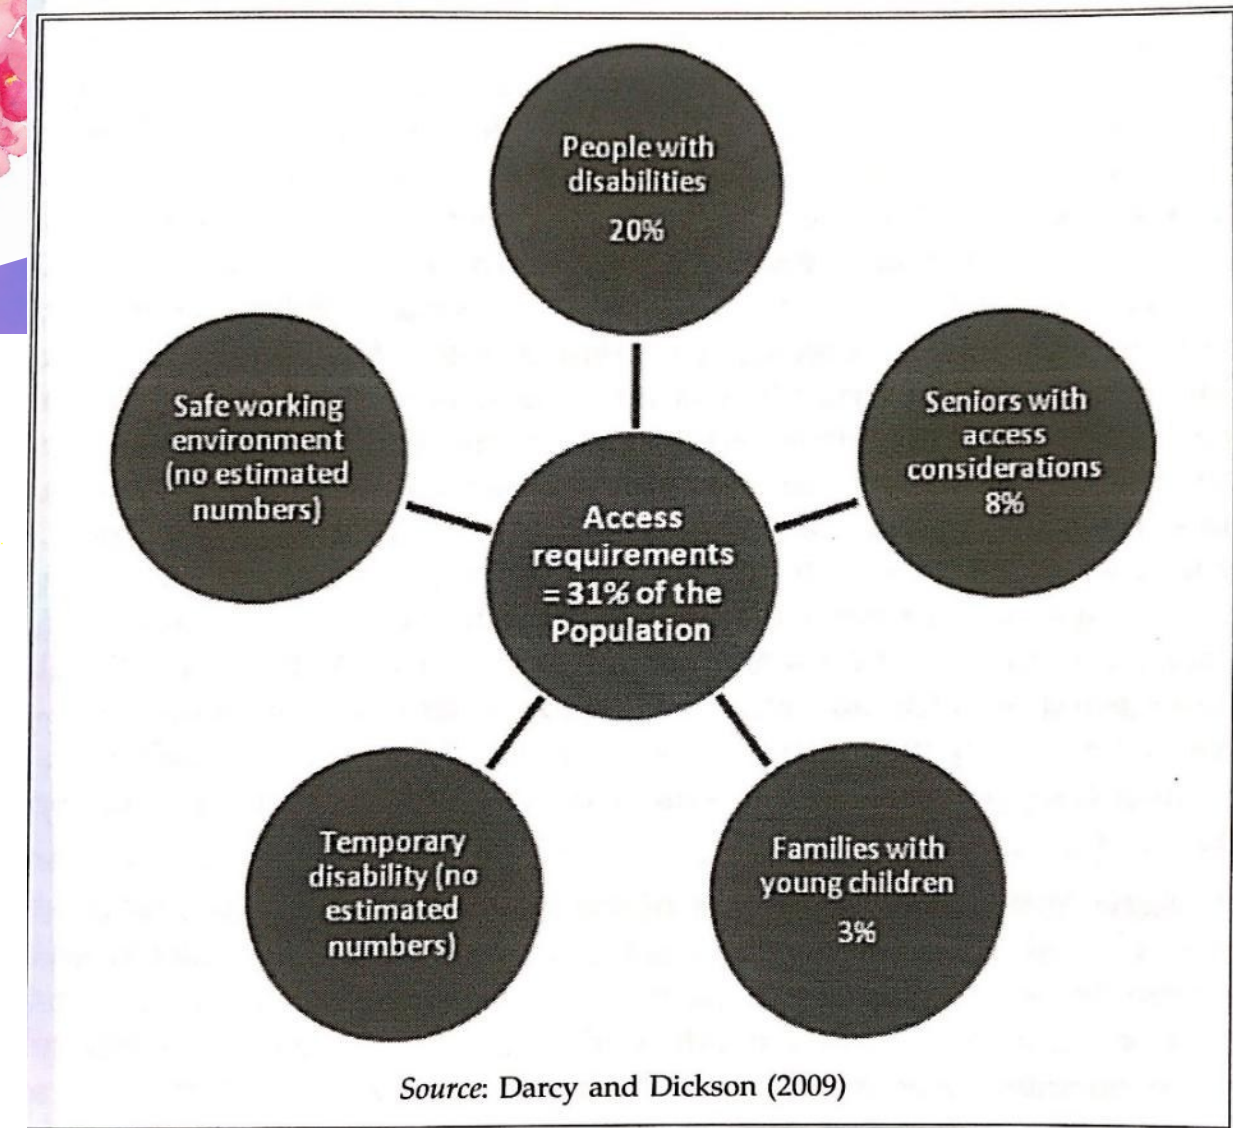 People with
disabilities
20%
Seniors with
access
considerations
8%
Safe working
environment
(no estimated
numbers)
Access
requirements
= 31% of the
Population
Temporary
disability (no
estimated
numbers)
Families with
young children
3%
Source: Darcy and Dickson (2009)